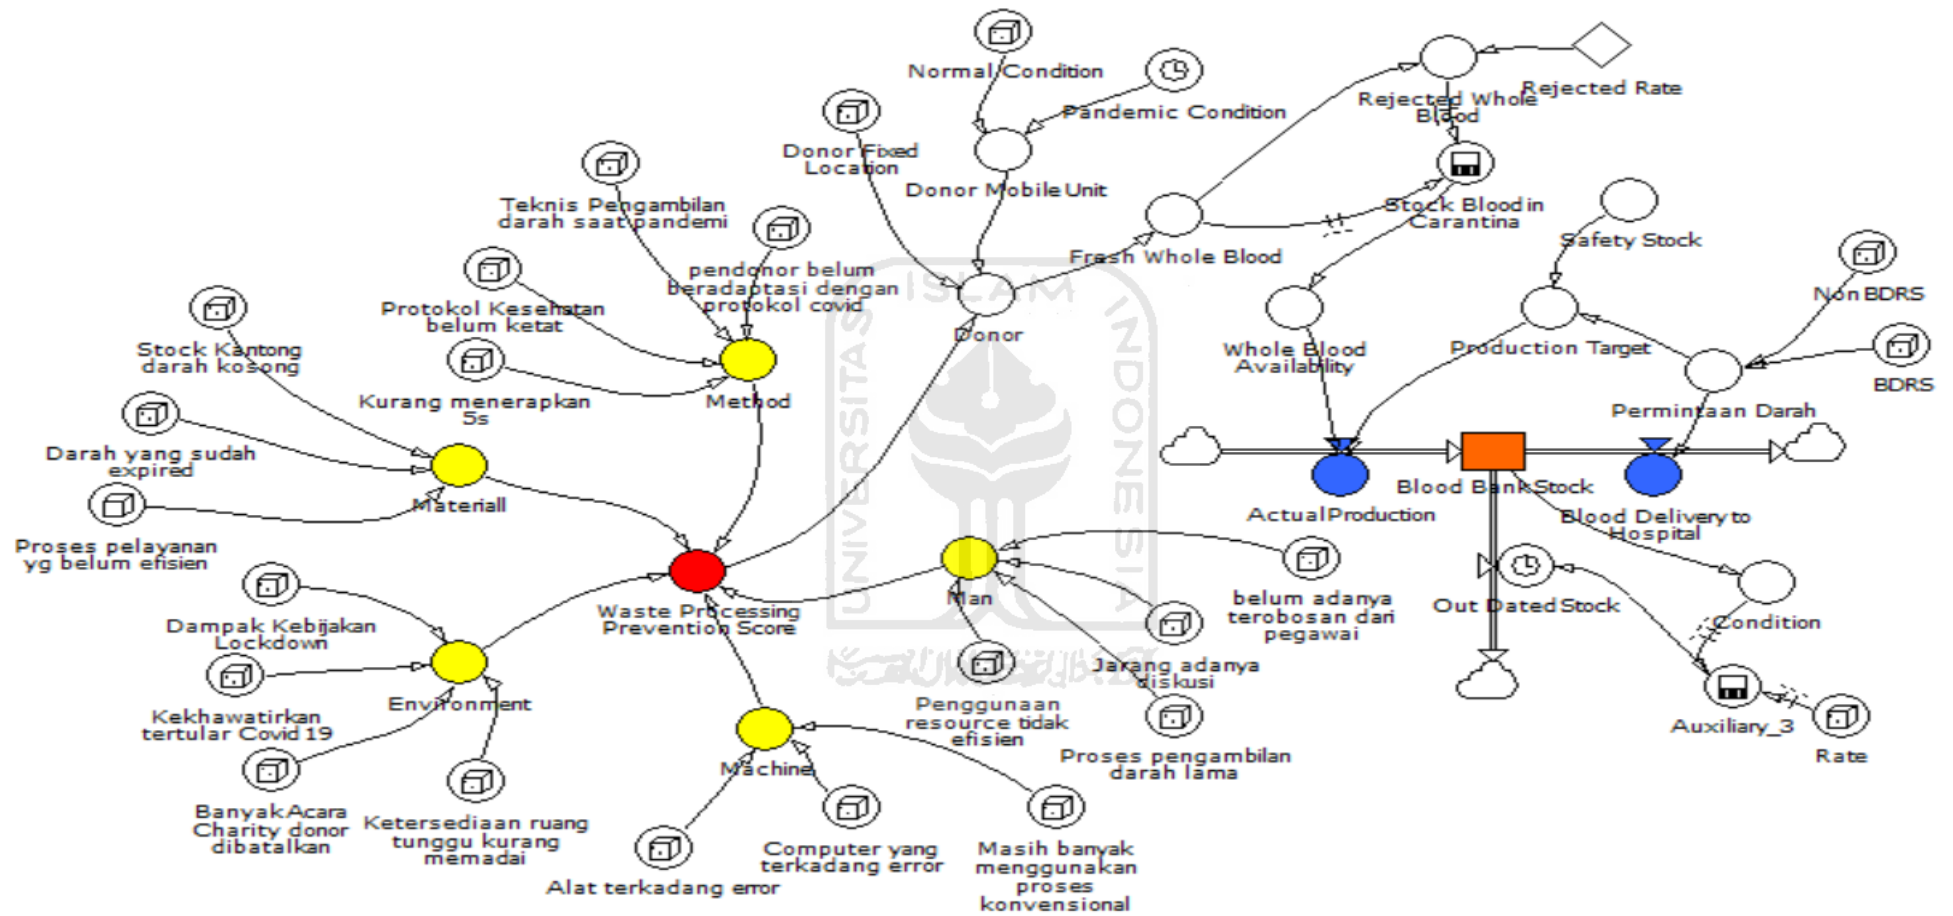 Normal Condition
Pandemic Condition
Donor Fixed
Location
Donor Mobile Unit
Rejected Whole
Blood
Rejected Rate
Stock Blood in
Carantina
Safety Stock
Fresh Whole Blood
Teknis Pengambilan
darah saat pandemi
pendonor belum
beradaptasi dengan
protokol covid
Protokol Kesehatan
belum ketat
Kurang menerapkan
5s
Method
Stock Kantong
darah kosong
Darah yang sudah
expired
Proses pelayanan
yg belum efisien
Materiall
Donor
Whole Blood
Availability
Production Target
Non BDRS
BDRS
Permintaan Darah
Actual Production
Blood Bank Stock
Blood Delivery to
Hospital
Out Dated Stock
Condition
Auxiliary_3
Rate
Waste Processing
Prevention Score
Man
belum adanya
terobosan dari
pegawai
Jarang adanya
diskusi
Penggunaan
resource tidak
efisien
Proses pengambilan
darah lama
Dampak Kebijakan
Lockdown
Kekhawatirkan
tertular Covid 19
Environment
Banyak Acara
Charity donor
dibatalkan
Ketersediaan ruang
tunggu kurang
memadai
Machine
Alat terkadang error
Computer yang
terkadang error
Masih banyak
menggunakan
proses
konvensional
UNIVERSITAS
ISLAM
INDONESIA